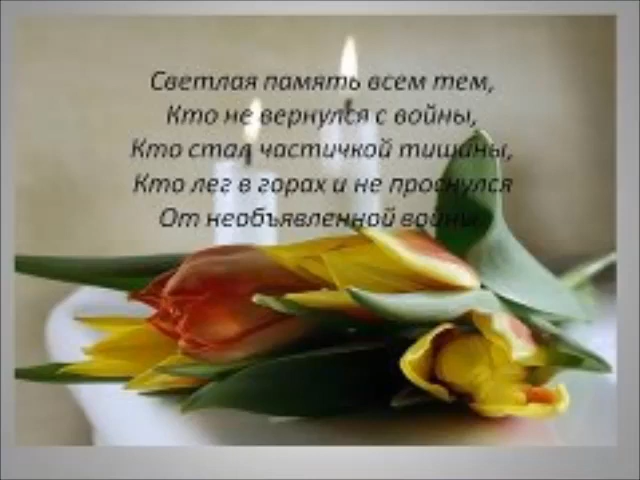 Светлая память всем тем,
Кто не вернулся с войны,
Кто стал частичкой тишины,
Кто лег в горах и не проснулся
От необъявленной войны